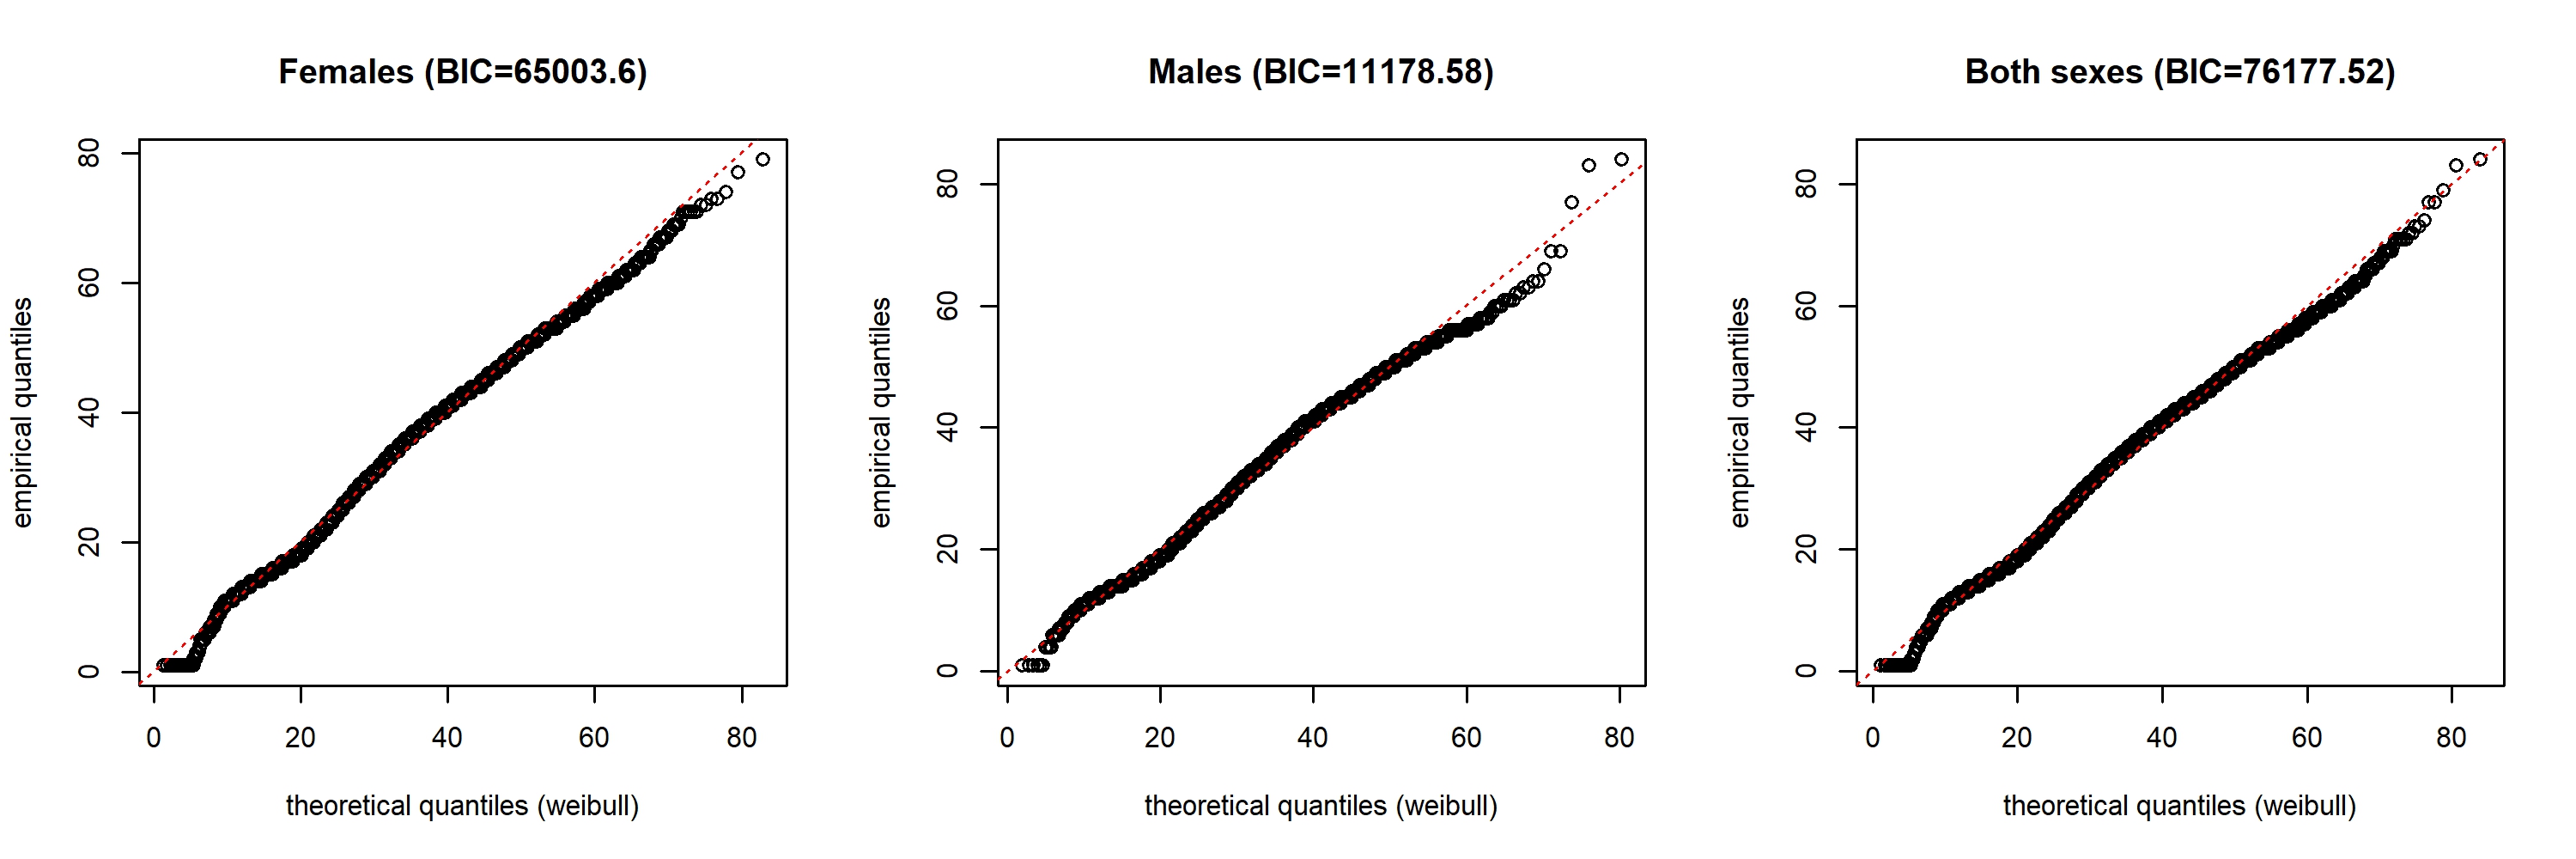 Females (BIC=65003.6)
empirical quantiles
80
60
40
20
0
0 20 40 60 80
theoretical quantiles (weibull)
Males (BIC=11178.58)
empirical quantiles
80
60
40
20
0
0 20 40 60 80
theoretical quantiles (weibull)
Both sexes (BIC=76177.52)
empirical quantiles
80
60
40
20
0
0 20 40 60 80
theoretical quantiles (weibull)